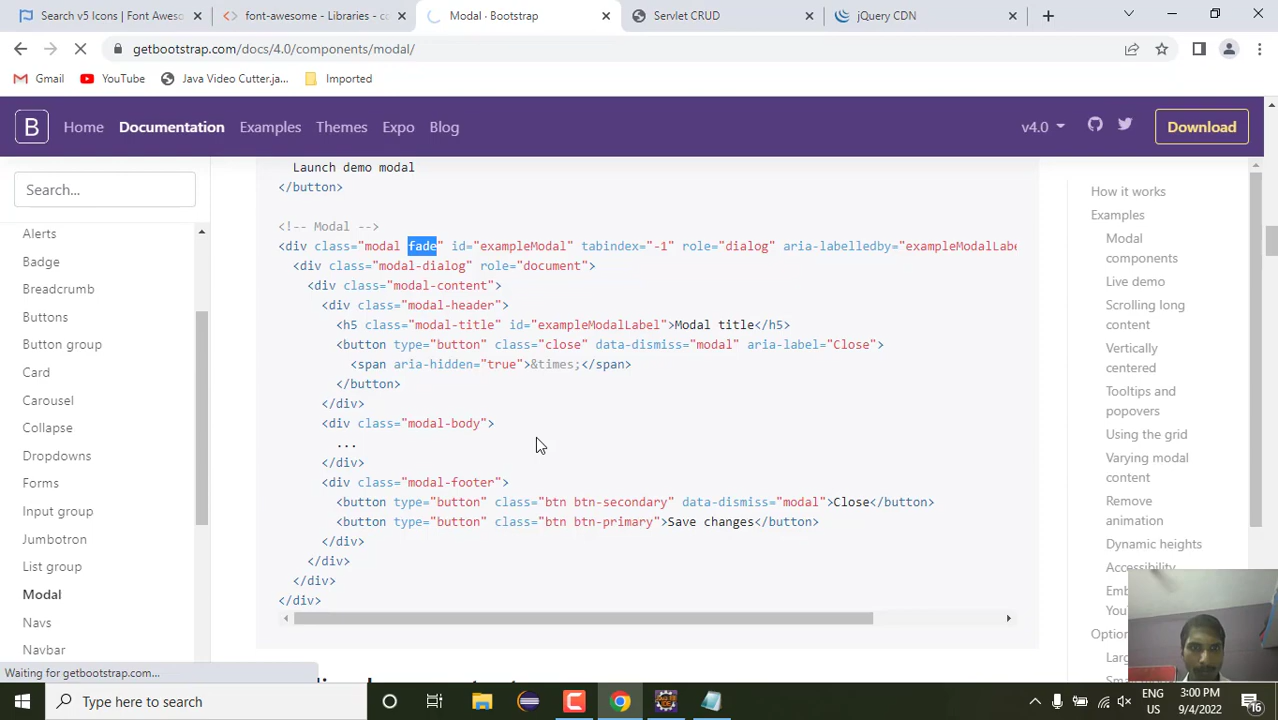 Search v5 Icons | Font Aweso
font-awesome - Libraries - c
Modal · Bootstrap
Servlet CRUD
jQuery CDN
getbootstrap.com/docs/4.0/components/modal/
Gmail
YouTube
Java Video Cutter.ja...
Imported
B
Home
Documentation
Examples
Themes
Expo
Blog
v4.0
Download
Search...
Alerts
Badge
Breadcrumb
Buttons
Button group
Card
Carousel
Collapse
Dropdowns
Forms
Input group
Jumbotron
List group
Modal
Navs
Navbar
Launch demo modal
</button>
<!-- Modal -->
<div class="modal fade" id="exampleModal" tabindex="-1" role="dialog" aria-labelledby="exampleModalLabe
<div class="modal-dialog" role="document">
<div class="modal-content">
<div class="modal-header">
<h5 class="modal-title" id="exampleModalLabel">Modal title</h5>
<button type="button" class="close" data-dismiss="modal" aria-label="Close">
<span aria-hidden="true">&times;</span>
</button>
</div>
<div class="modal-body">
...
</div>
<div class="modal-footer">
<button type="button" class="btn btn-secondary" data-dismiss="modal">Close</button>
<button type="button" class="btn btn-primary">Save changes</button>
</div>
</div>
</div>
</div>
How it works
Examples
Modal
components
Live demo
Scrolling long
content
Vertically
centered
Tooltips and
popovers
Using the grid
Varying modal
content
Remove
animation
Dynamic heights
Accessibility
Emb
You
Option
Larg
Waiting for getbootstrap.com...
Type here to search
ENG
US
3:00 PM
9/4/2022
16